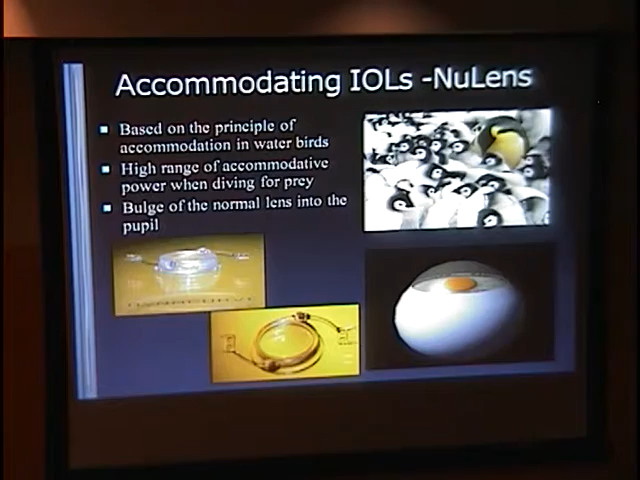 Accommodating IOLs -NuLens
Based on the principle of
accommodation in water birds
High range of accommodative
power when diving for prey
Bulge of the normal lens into the
pupil